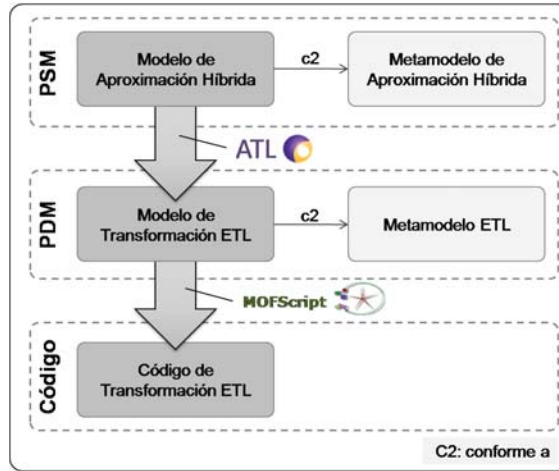 PSM
Modelo de
Aproximación Híbrida
c2
Metamodelo de
Aproximación Híbrida
ATL
PDM
Modelo de
Transformación ETL
c2
Metamodelo ETL
MOFScript
Código
Código de
Transformación ETL
C2: conforme a